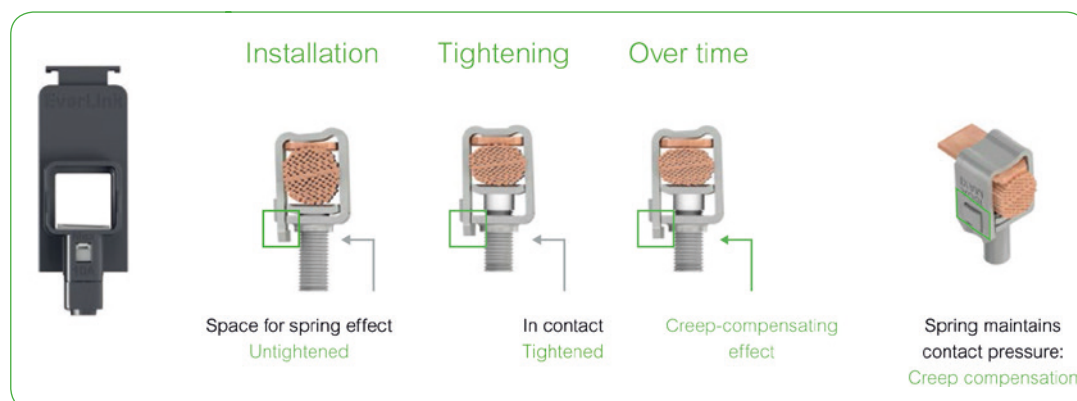 EverLink
Installation
Tightening
Over time
Space for spring effect
Untightened
In contact
Tightened
Creep-compensating
effect
Spring maintains
contact pressure:
Creep compensation